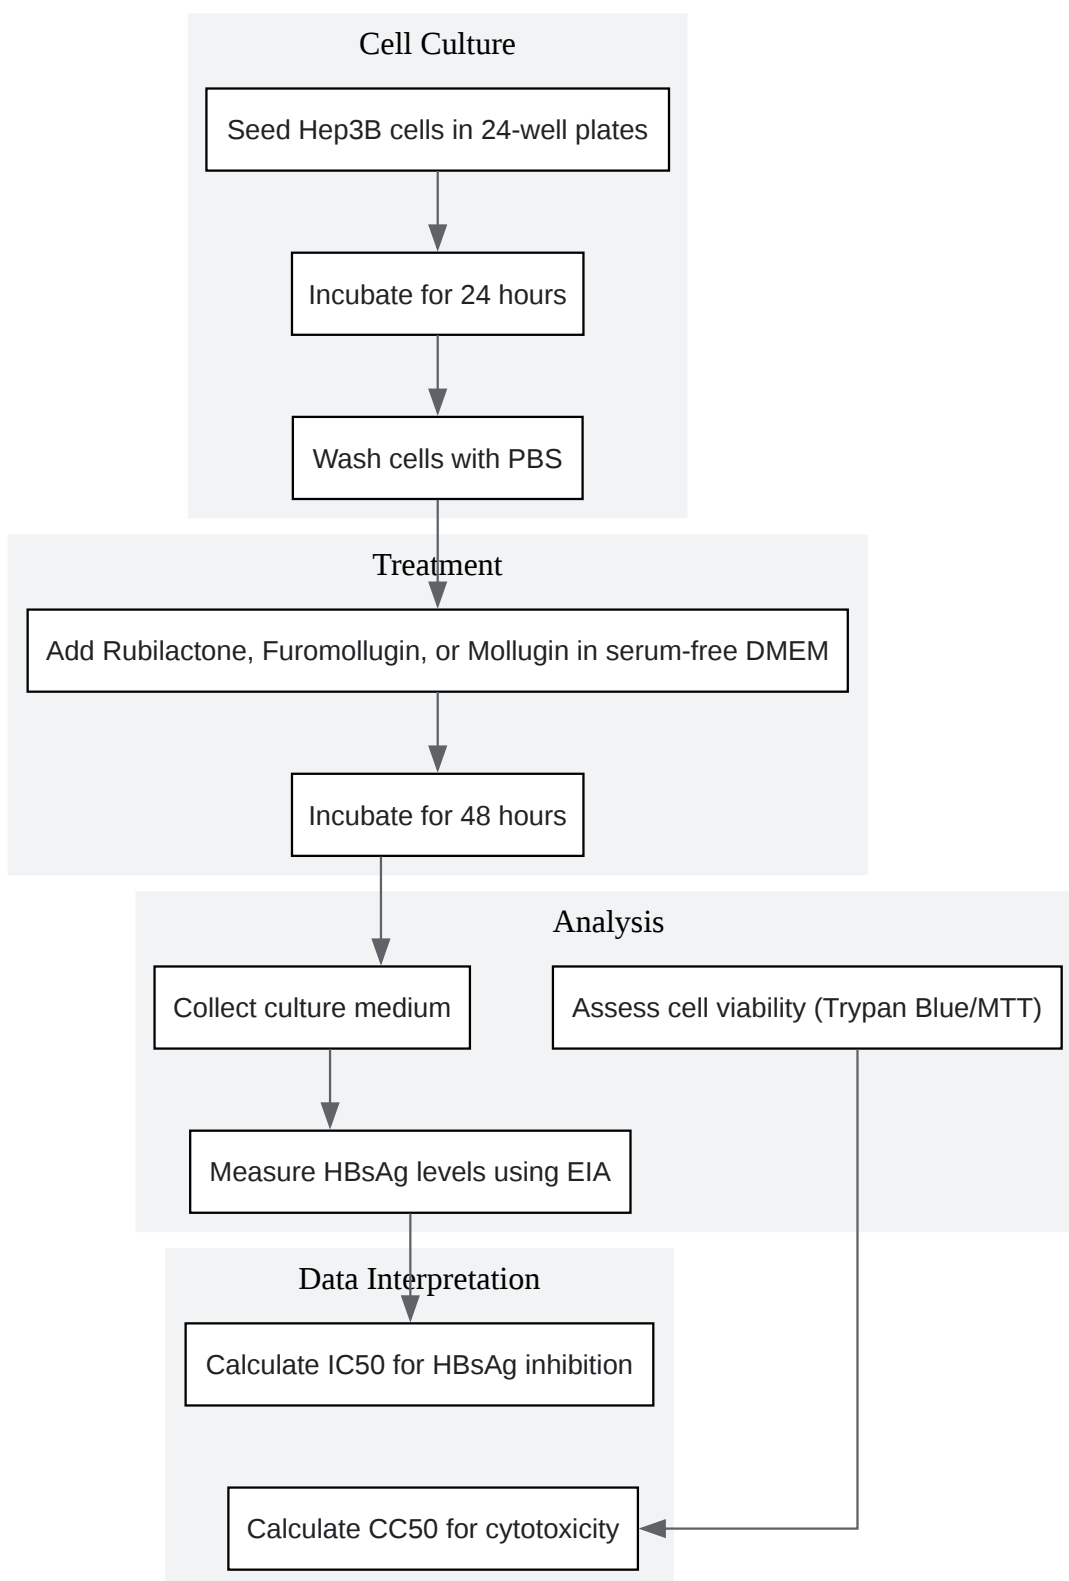 Cell Culture
Seed Hep3B cells in 24-well plates
Incubate for 24 hours
Wash cells with PBS
Treatment
Add Rubilactone, Furomollugin, or Mollugin in serum-free DMEM
Incubate for 48 hours
Analysis
Collect culture medium
Assess cell viability (Trypan Blue/MTT)
Measure HBsAg levels using EIA
Data Interpretation
Calculate IC50 for HBsAg inhibition
Calculate CC50 for cytotoxicity